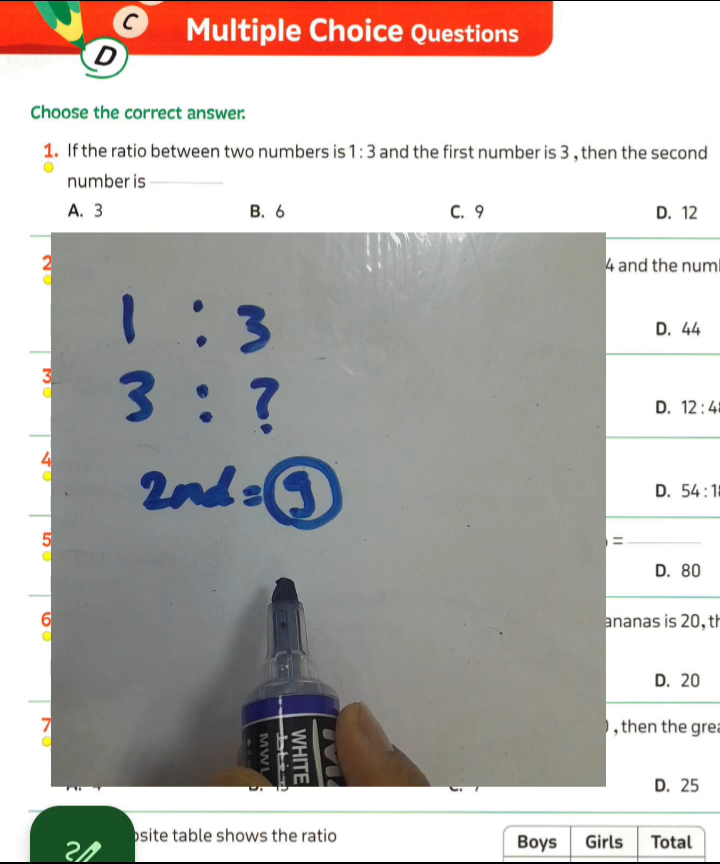 C
Multiple Choice Questions
D
Choose the correct answer.
1. If the ratio between two numbers is 1 : 3 and the first number is 3 , then the second
number is
A. 3 B. 6 C. 9 D. 12
2 4 and the num
1 : 3
D. 44
3
3 : ?
D. 12 : 4
4
2nd = 9
D. 54 : 18
5 =
D. 80
6 ananas is 20, th
D. 20
7 , then the grea
WHITE
D. 25
site table shows the ratio
Boys Girls Total